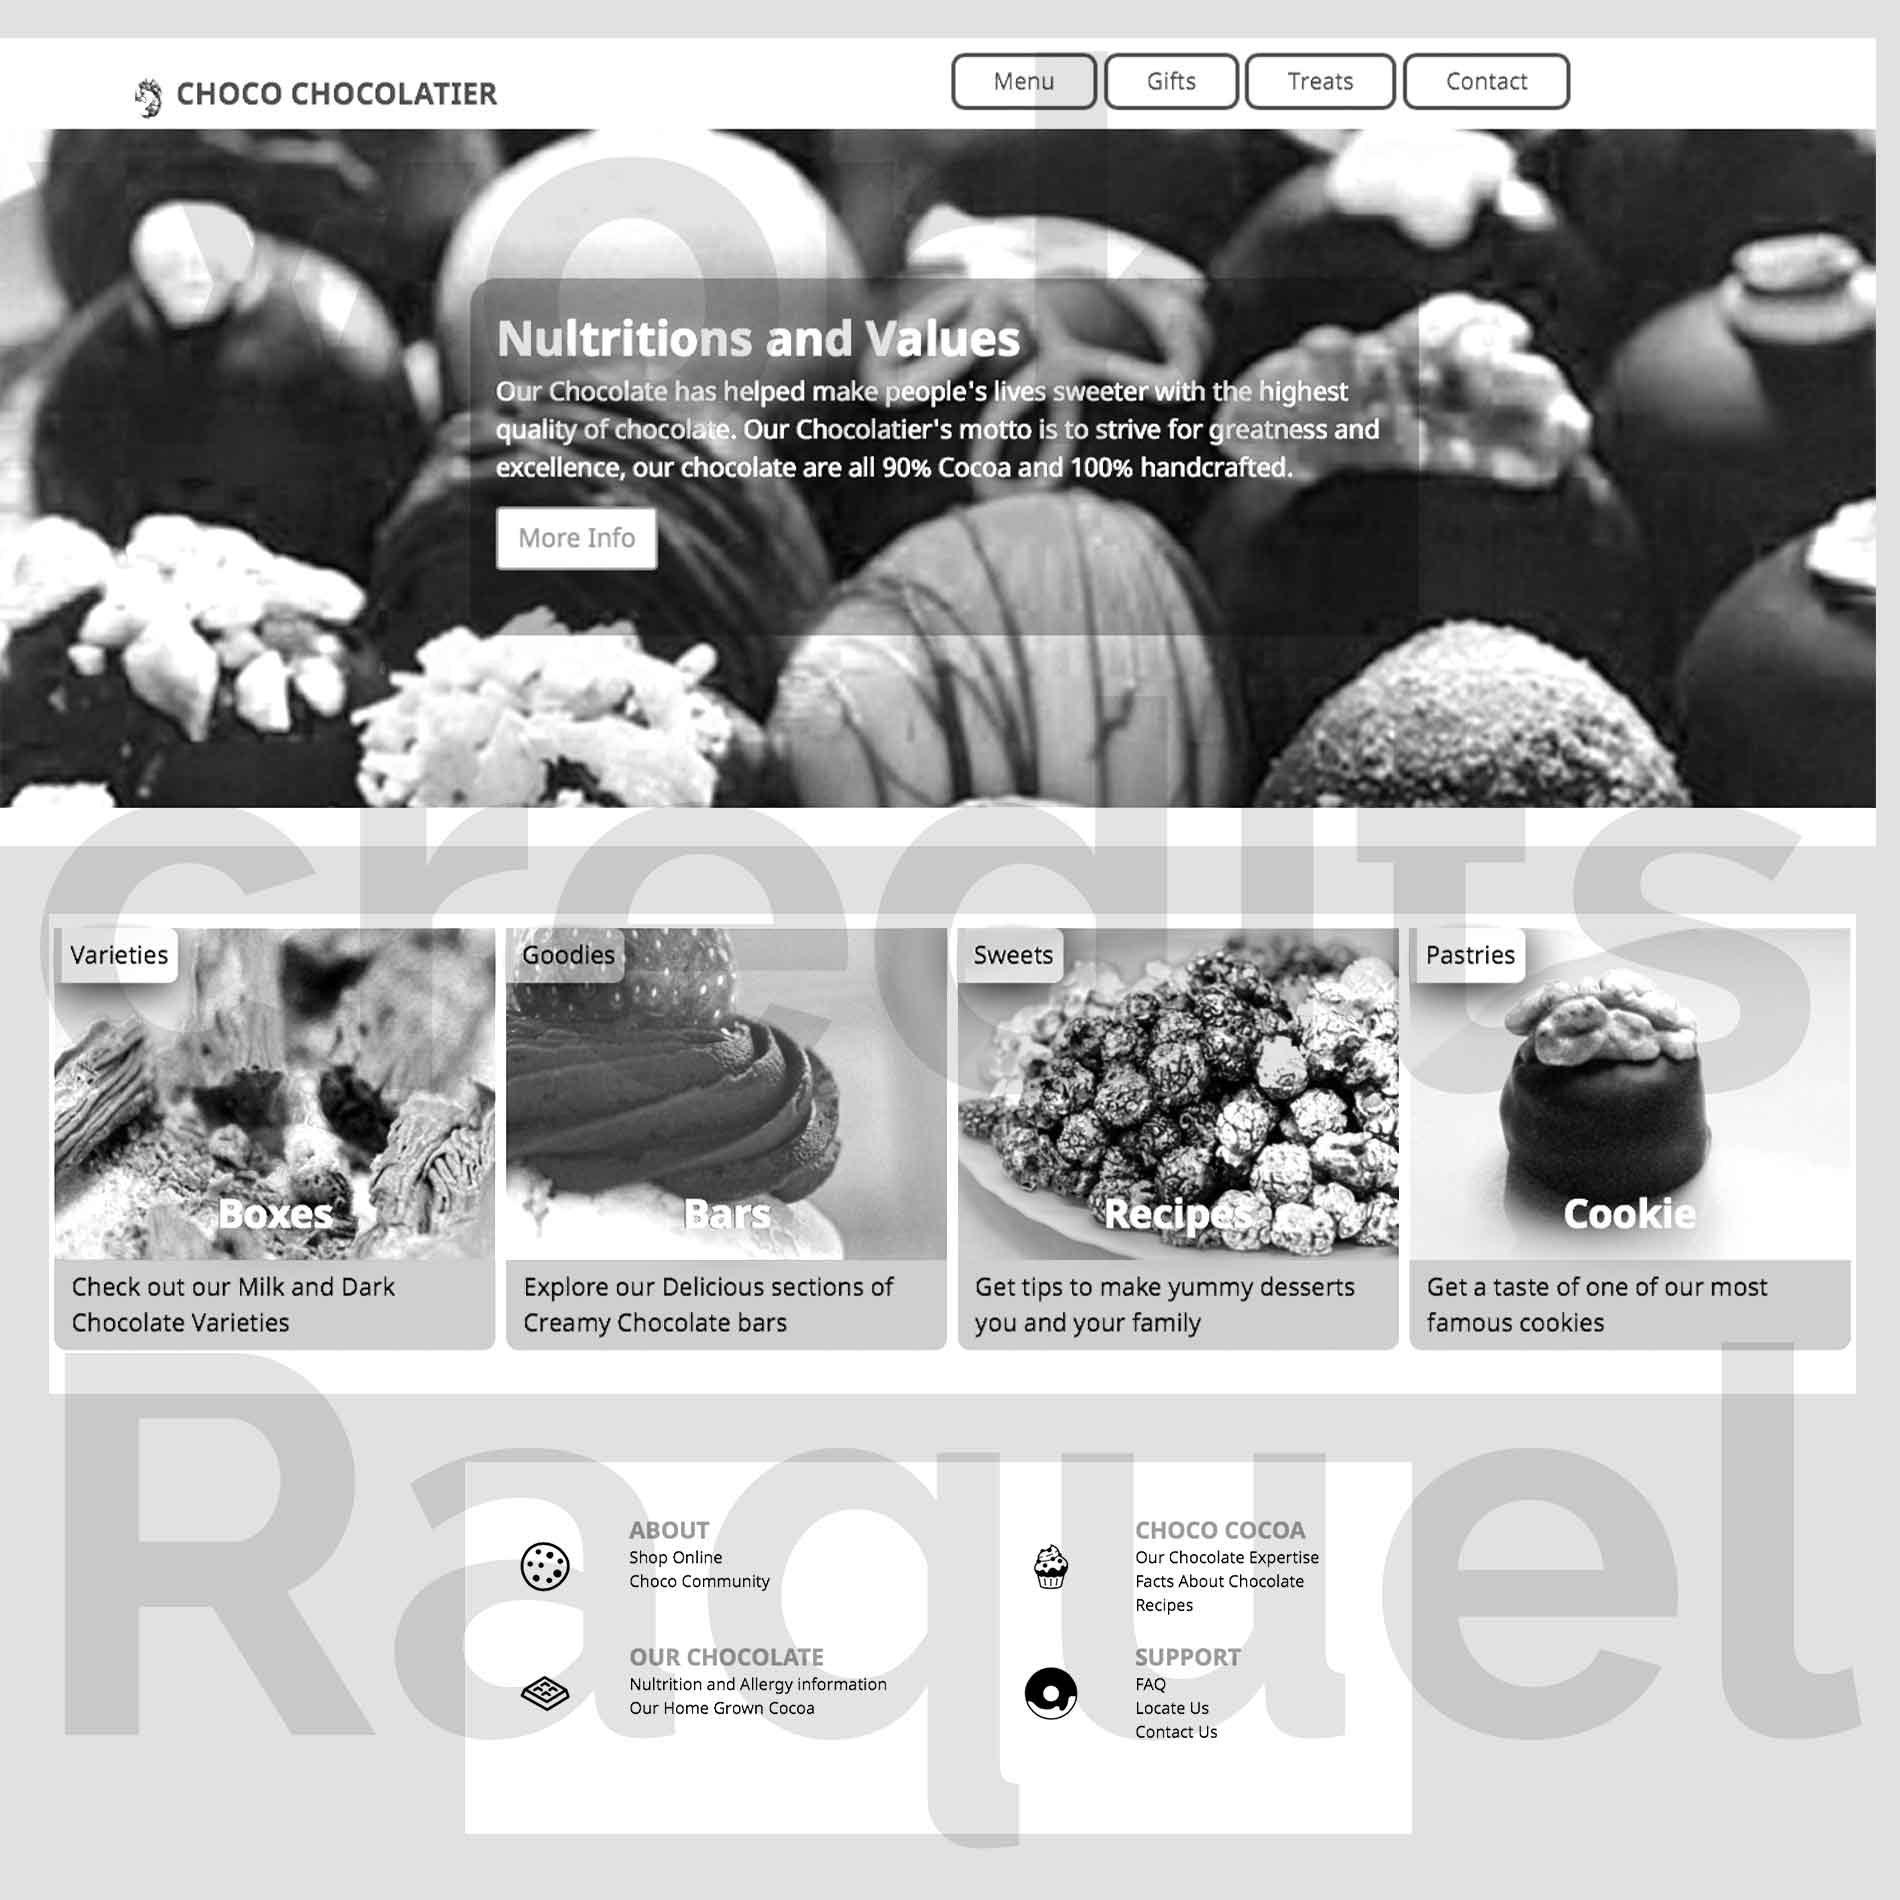 CHOCO CHOCOLATIER
Menu
Gifts
Treats
Contact
Nultritions and Values
Our Chocolate has helped make people's lives sweeter with the highest
quality of chocolate. Our Chocolatier's motto is to strive for greatness and
excellence, our chocolate are all 90% Cocoa and 100% handcrafted.
More Info
credits
Varieties
Boxes
Check out our Milk and Dark
Chocolate Varieties
Goodies
Bars
Explore our Delicious sections of
Creamy Chocolate bars
Sweets
Recipes
Get tips to make yummy desserts
you and your family
Pastries
Cookie
Get a taste of one of our most
famous cookies
Raquel
ABOUT
Shop Online
Choco Community
CHOCO COCOA
Our Chocolate Expertise
Facts About Chocolate
Recipes
OUR CHOCOLATE
Nultrition and Allergy information
Our Home Grown Cocoa
SUPPORT
FAQ
Locate Us
Contact Us